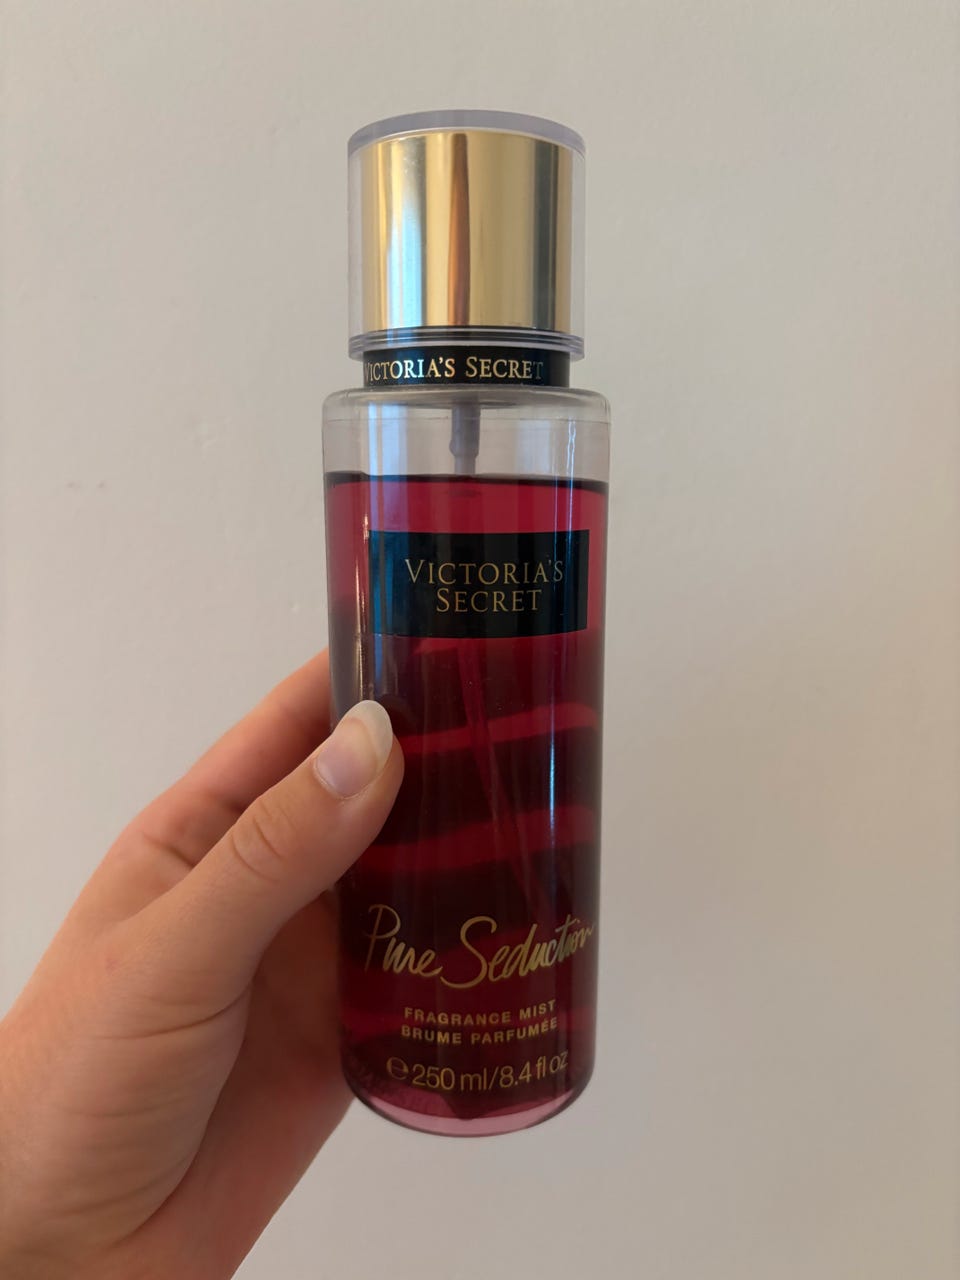 VICTORIA'S SECRET
VICTORIA'S
SECRET
Pure Seduction
FRAGRANCE MIST
BRUME PARFUMÉE
℮250 ml/8.4 fl oz